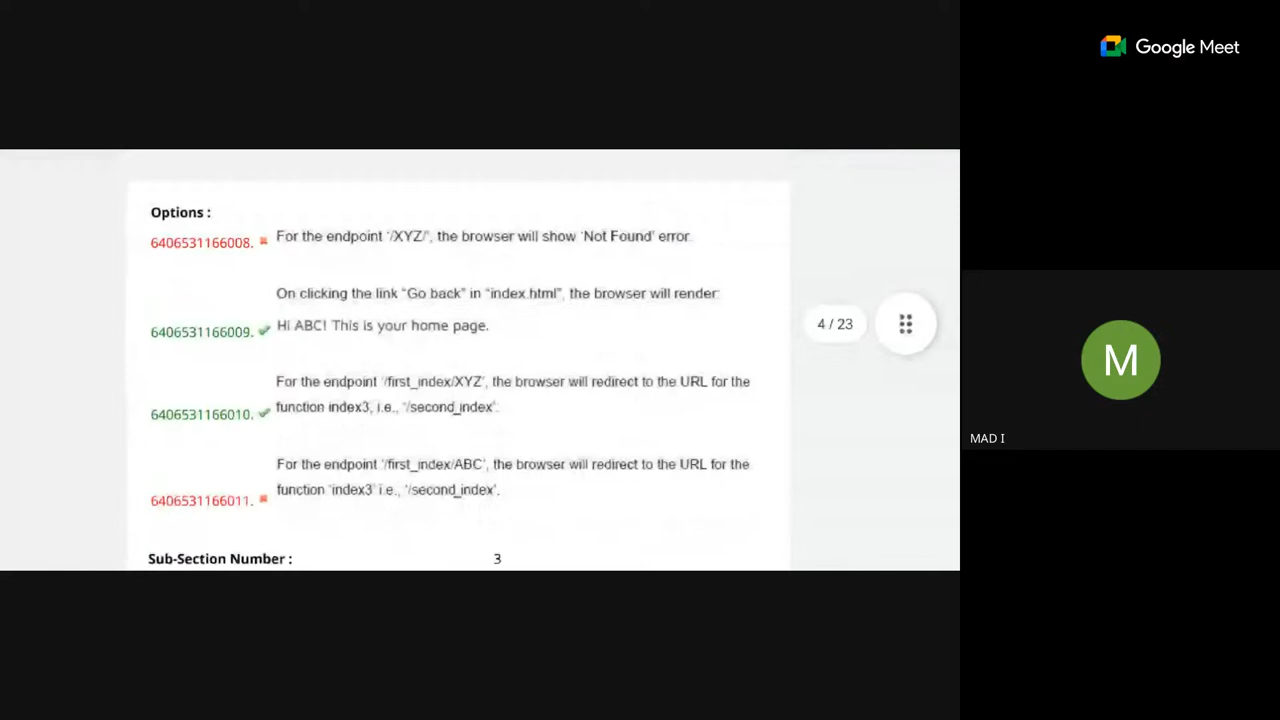 Google Meet
Options :
6406531166008. For the endpoint '/XYZ/', the browser will show 'Not Found' error.
On clicking the link "Go back" in "index.html", the browser will render:
6406531166009. Hi ABC! This is your home page.
For the endpoint '/first_index/XYZ', the browser will redirect to the URL for the
6406531166010. function index3, i.e., '/second_index'.
For the endpoint '/first_index/ABC', the browser will redirect to the URL for the
6406531166011. function 'index3' i.e., '/second_index'.
Sub-Section Number : 3
4 / 23
M
MAD I